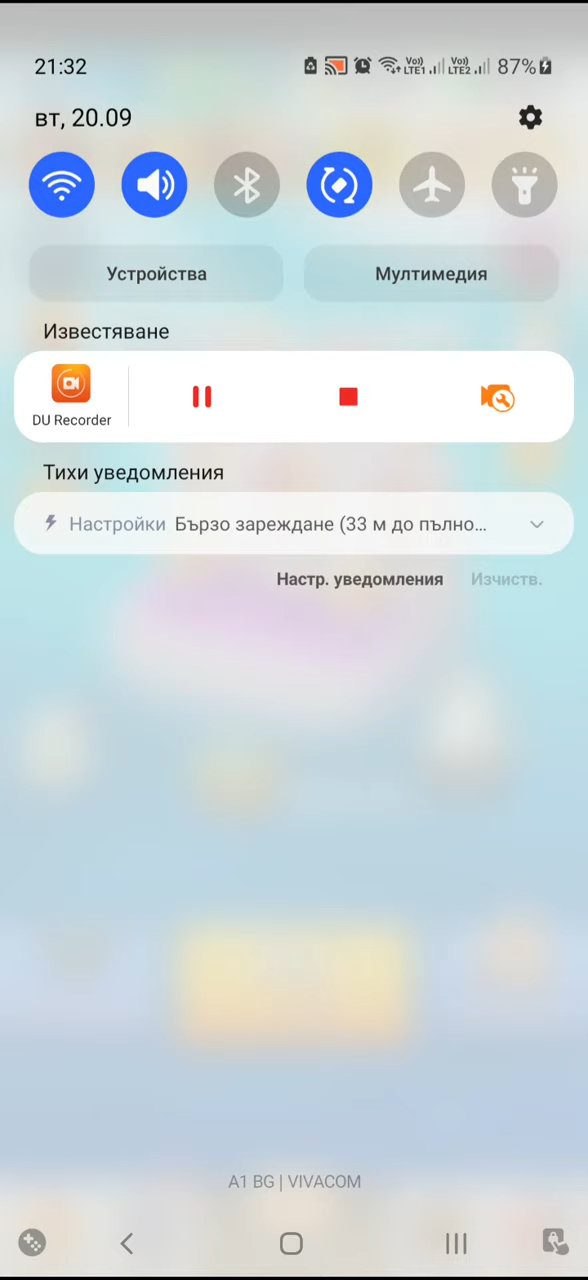 21:32 Vo)) LTE1 Vo)) LTE2 87%
вт, 20.09
Устройства Мултимедия
Известяване
DU Recorder
Тихи уведомления
Настройки Бързо зареждане (33 м до пълно...
Настр. уведомления Изчиств.
A1 BG | VIVACOM